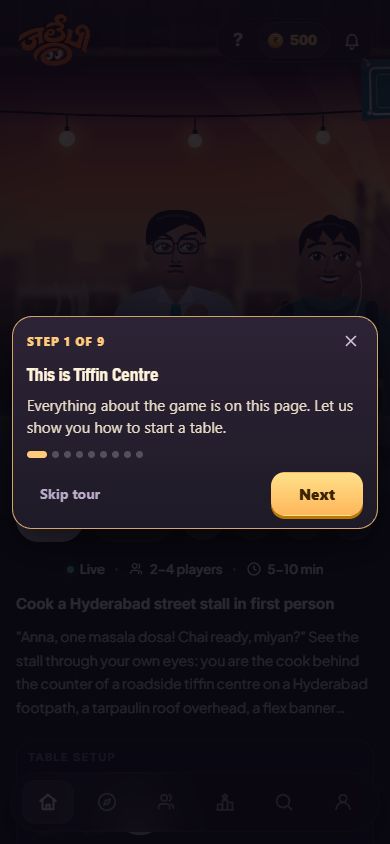 జలేబి
?
500
STEP 1 OF 9
This is Tiffin Centre
Everything about the game is on this page. Let us
show you how to start a table.
Skip tour
Next
Live · 2–4 players · 5–10 min
Cook a Hyderabad street stall in first person
"Anna, one masala dosa! Chai ready, miyan?" See the
stall through your own eyes: you are the cook behind
the counter of a roadside tiffin centre on a Hyderabad
footpath, a tarpaulin roof overhead, a flex banner…
TABLE SETUP